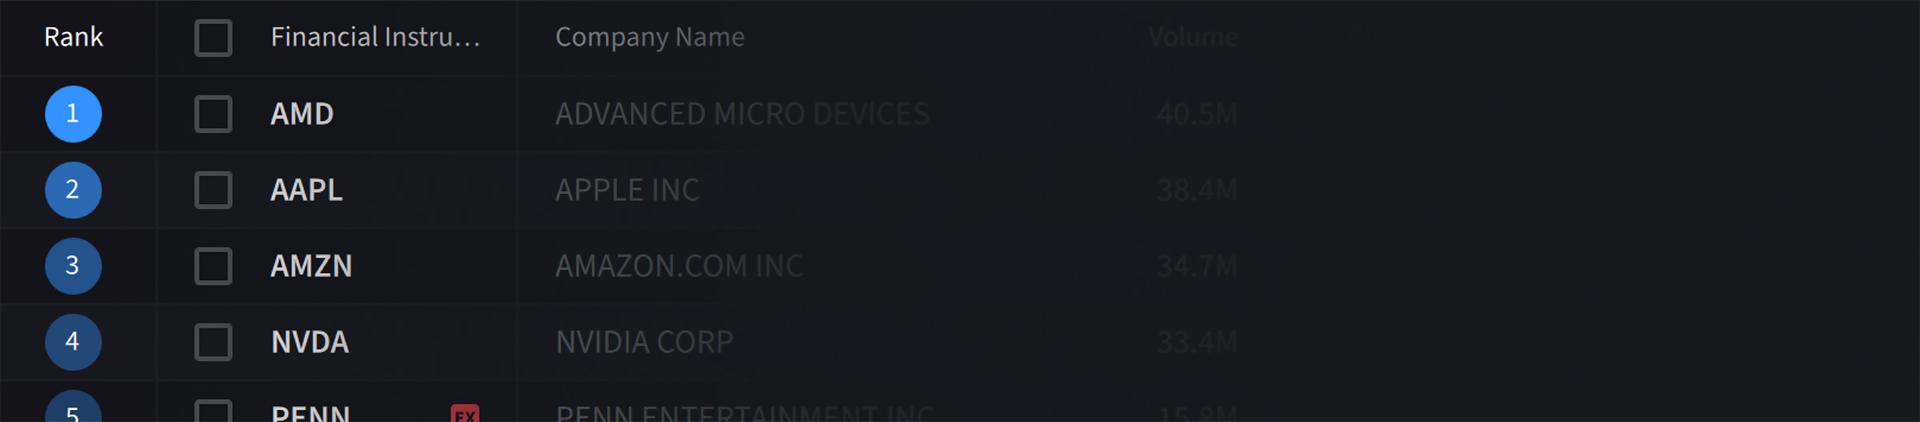 Rank Financial Instru... Company Name Volume
1 AMD ADVANCED MICRO DEVICES 40.5M
2 AAPL APPLE INC 38.4M
3 AMZN AMAZON.COM INC 34.7M
4 NVDA NVIDIA CORP 33.4M
5 PENN EX PENN ENTERTAINMENT INC 15.8M